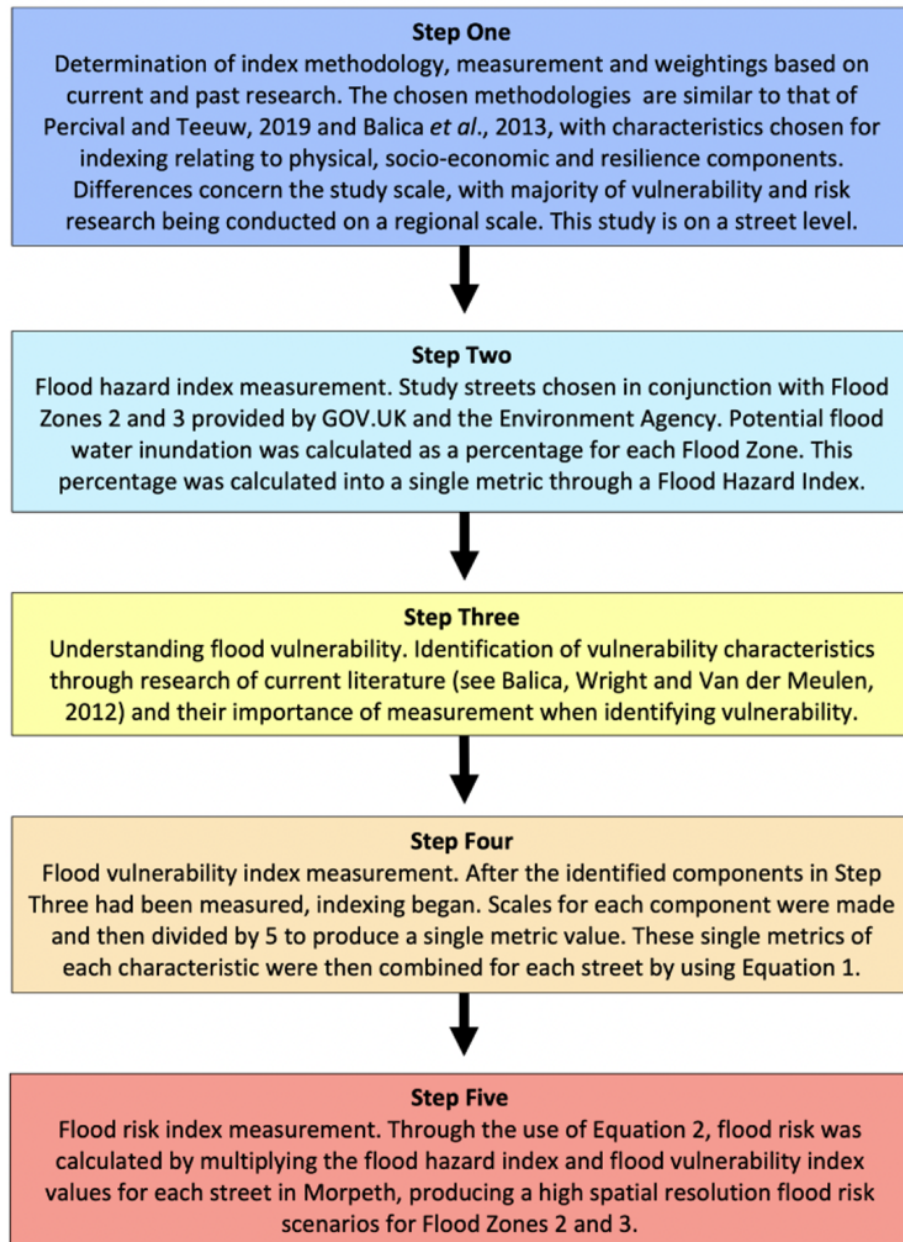 Step One
Determination of index methodology, measurement and weightings based on
current and past research. The chosen methodologies are similar to that of
Percival and Teeuw, 2019 and Balica et al., 2013, with characteristics chosen for
indexing relating to physical, socio-economic and resilience components.
Differences concern the study scale, with majority of vulnerability and risk
research being conducted on a regional scale. This study is on a street level.
Step Two
Flood hazard index measurement. Study streets chosen in conjunction with Flood
Zones 2 and 3 provided by GOV.UK and the Environment Agency. Potential flood
water inundation was calculated as a percentage for each Flood Zone. This
percentage was calculated into a single metric through a Flood Hazard Index.
Step Three
Understanding flood vulnerability. Identification of vulnerability characteristics
through research of current literature (see Balica, Wright and Van der Meulen,
2012) and their importance of measurement when identifying vulnerability.
Step Four
Flood vulnerability index measurement. After the identified components in Step
Three had been measured, indexing began. Scales for each component were made
and then divided by 5 to produce a single metric value. These single metrics of
each characteristic were then combined for each street by using Equation 1.
Step Five
Flood risk index measurement. Through the use of Equation 2, flood risk was
calculated by multiplying the flood hazard index and flood vulnerability index
values for each street in Morpeth, producing a high spatial resolution flood risk
scenarios for Flood Zones 2 and 3.